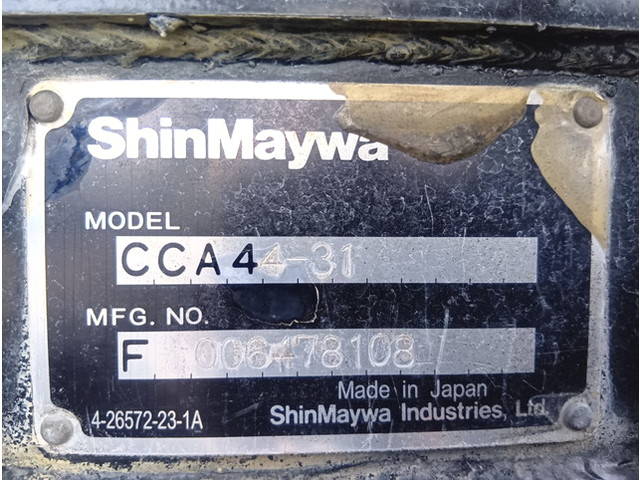 ShinMaywa
MODEL
CCA44-31
MFG. NO.
F 006478108
Made in Japan
4-26572-23-1A
ShinMaywa Industries, Ltd.